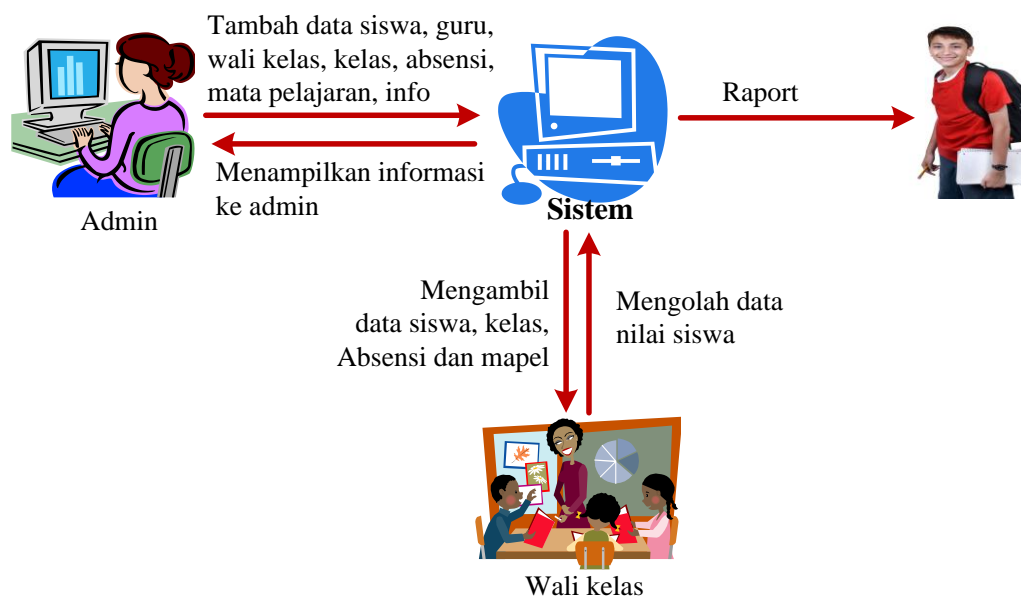 Tambah data siswa, guru,
wali kelas, kelas, absensi,
mata pelajaran, info
Menampilkan informasi
ke admin
Admin
Sistem
Raport
Mengambil
data siswa, kelas,
Absensi dan mapel
Mengolah data
nilai siswa
Wali kelas